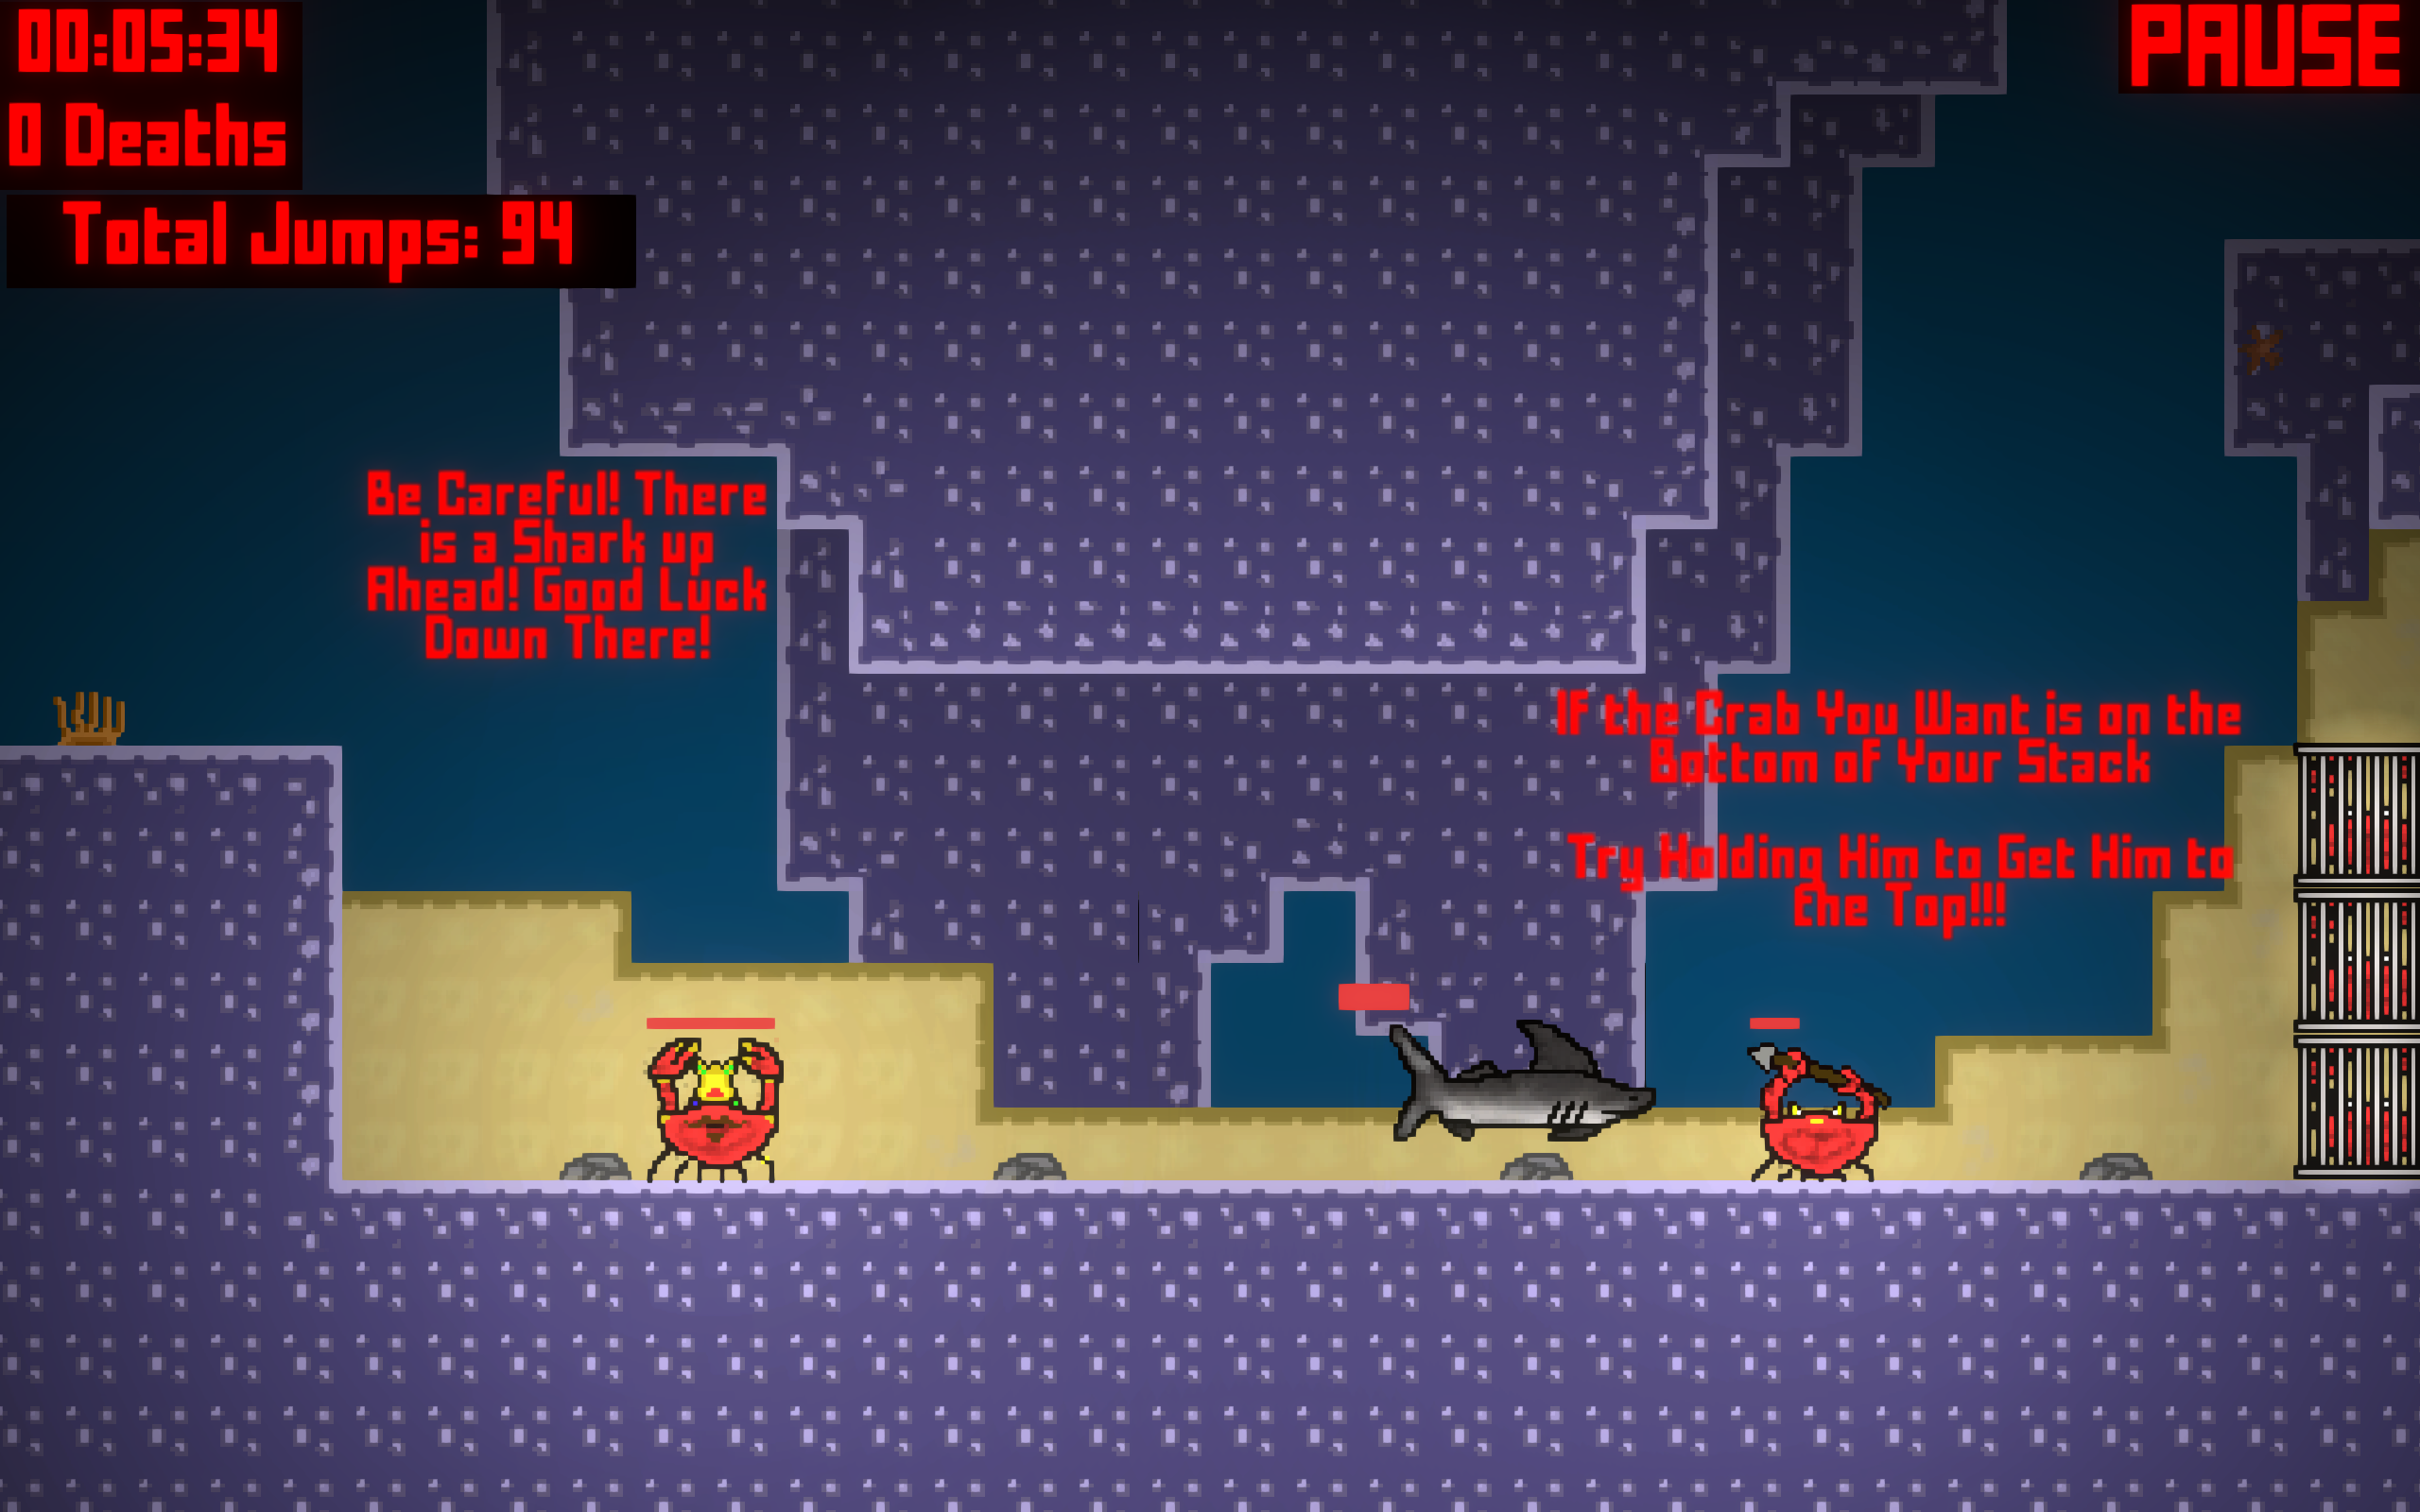 00:05:34
PAUSE
0 Deaths
Total Jumps: 94
Be Careful! There
is a Shark up
Ahead! Good Luck
Down There!
If the Crab You Want is on the
Bottom of Your Stack
Try Holding Him to Get Him to
the Top!!!